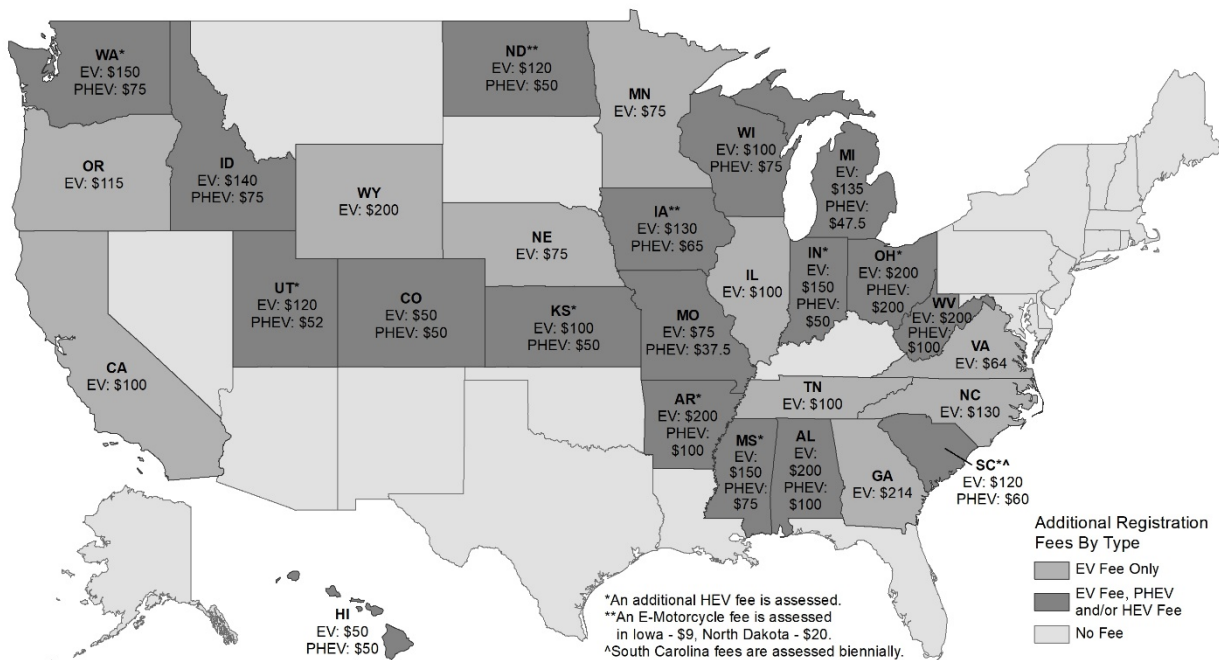 WA*
EV: $150
PHEV: $75
OR
EV: $115
CA
EV: $100
ID
EV: $140
PHEV: $75
WY
EV: $200
UT*
EV: $120
PHEV: $52
CO
EV: $50
PHEV: $50
ND**
EV: $120
PHEV: $50
NE
EV: $75
KS*
EV: $100
PHEV: $50
MN
EV: $75
IA**
EV: $130
PHEV: $65
MO
EV: $75
PHEV: $37.5
AR*
EV: $200
PHEV:
$100
WI
EV: $100
PHEV: $75
IL
EV: $100
MI
EV:
$135
PHEV:
$47.5
IN*
EV:
$150
PHEV:
$50
OH*
EV: $200
PHEV:
$200
WV
EV: $200
PHEV:
$100
VA
EV: $64
TN
EV: $100
NC
EV: $130
MS*
EV:
$150
PHEV:
$75
AL
EV:
$200
PHEV:
$100
GA
EV: $214
SC*^
EV: $120
PHEV: $60
HI
EV: $50
PHEV: $50
*An additional HEV fee is assessed.
**An E-Motorcycle fee is assessed
in Iowa - $9, North Dakota - $20.
^South Carolina fees are assessed biennially.
Additional Registration
Fees By Type
EV Fee Only
EV Fee, PHEV
and/or HEV Fee
No Fee